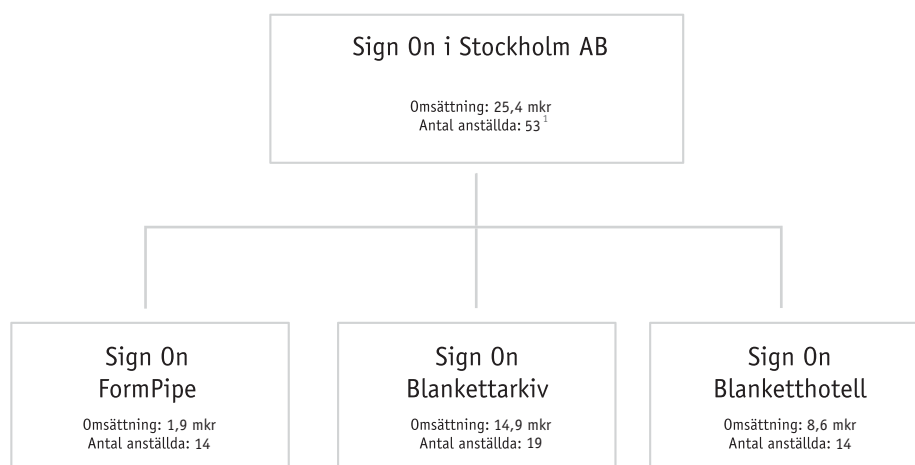 Sign On i Stockholm AB
Omsättning: 25,4 mkr
Antal anställda: 53 1
Sign On
FormPipe
Omsättning: 1,9 mkr
Antal anställda: 14
Sign On
Blankettarkiv
Omsättning: 14,9 mkr
Antal anställda: 19
Sign On
Blanketthotell
Omsättning: 8,6 mkr
Antal anställda: 14